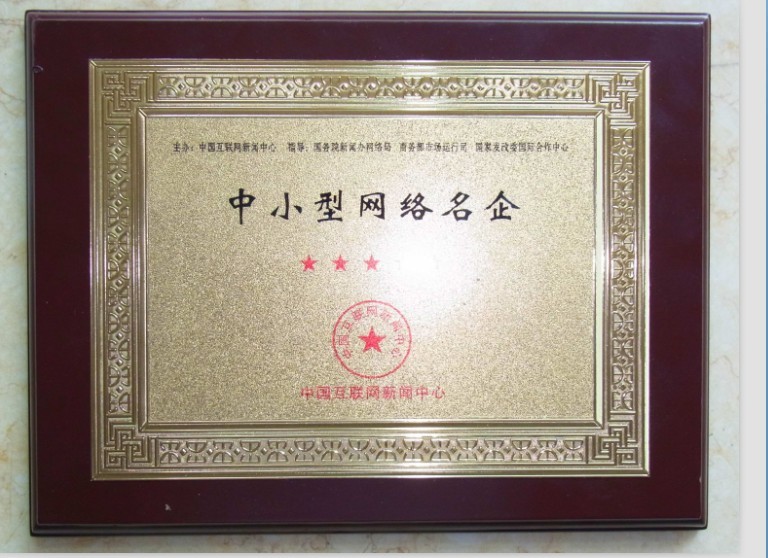 主办：中国互联网新闻中心 指导：国务院新闻办网络局 商务部市场运行司 国家发改委国际合作中心
中小型网络名企
★★★
中国互联网新闻中心
中国互联网新闻中心